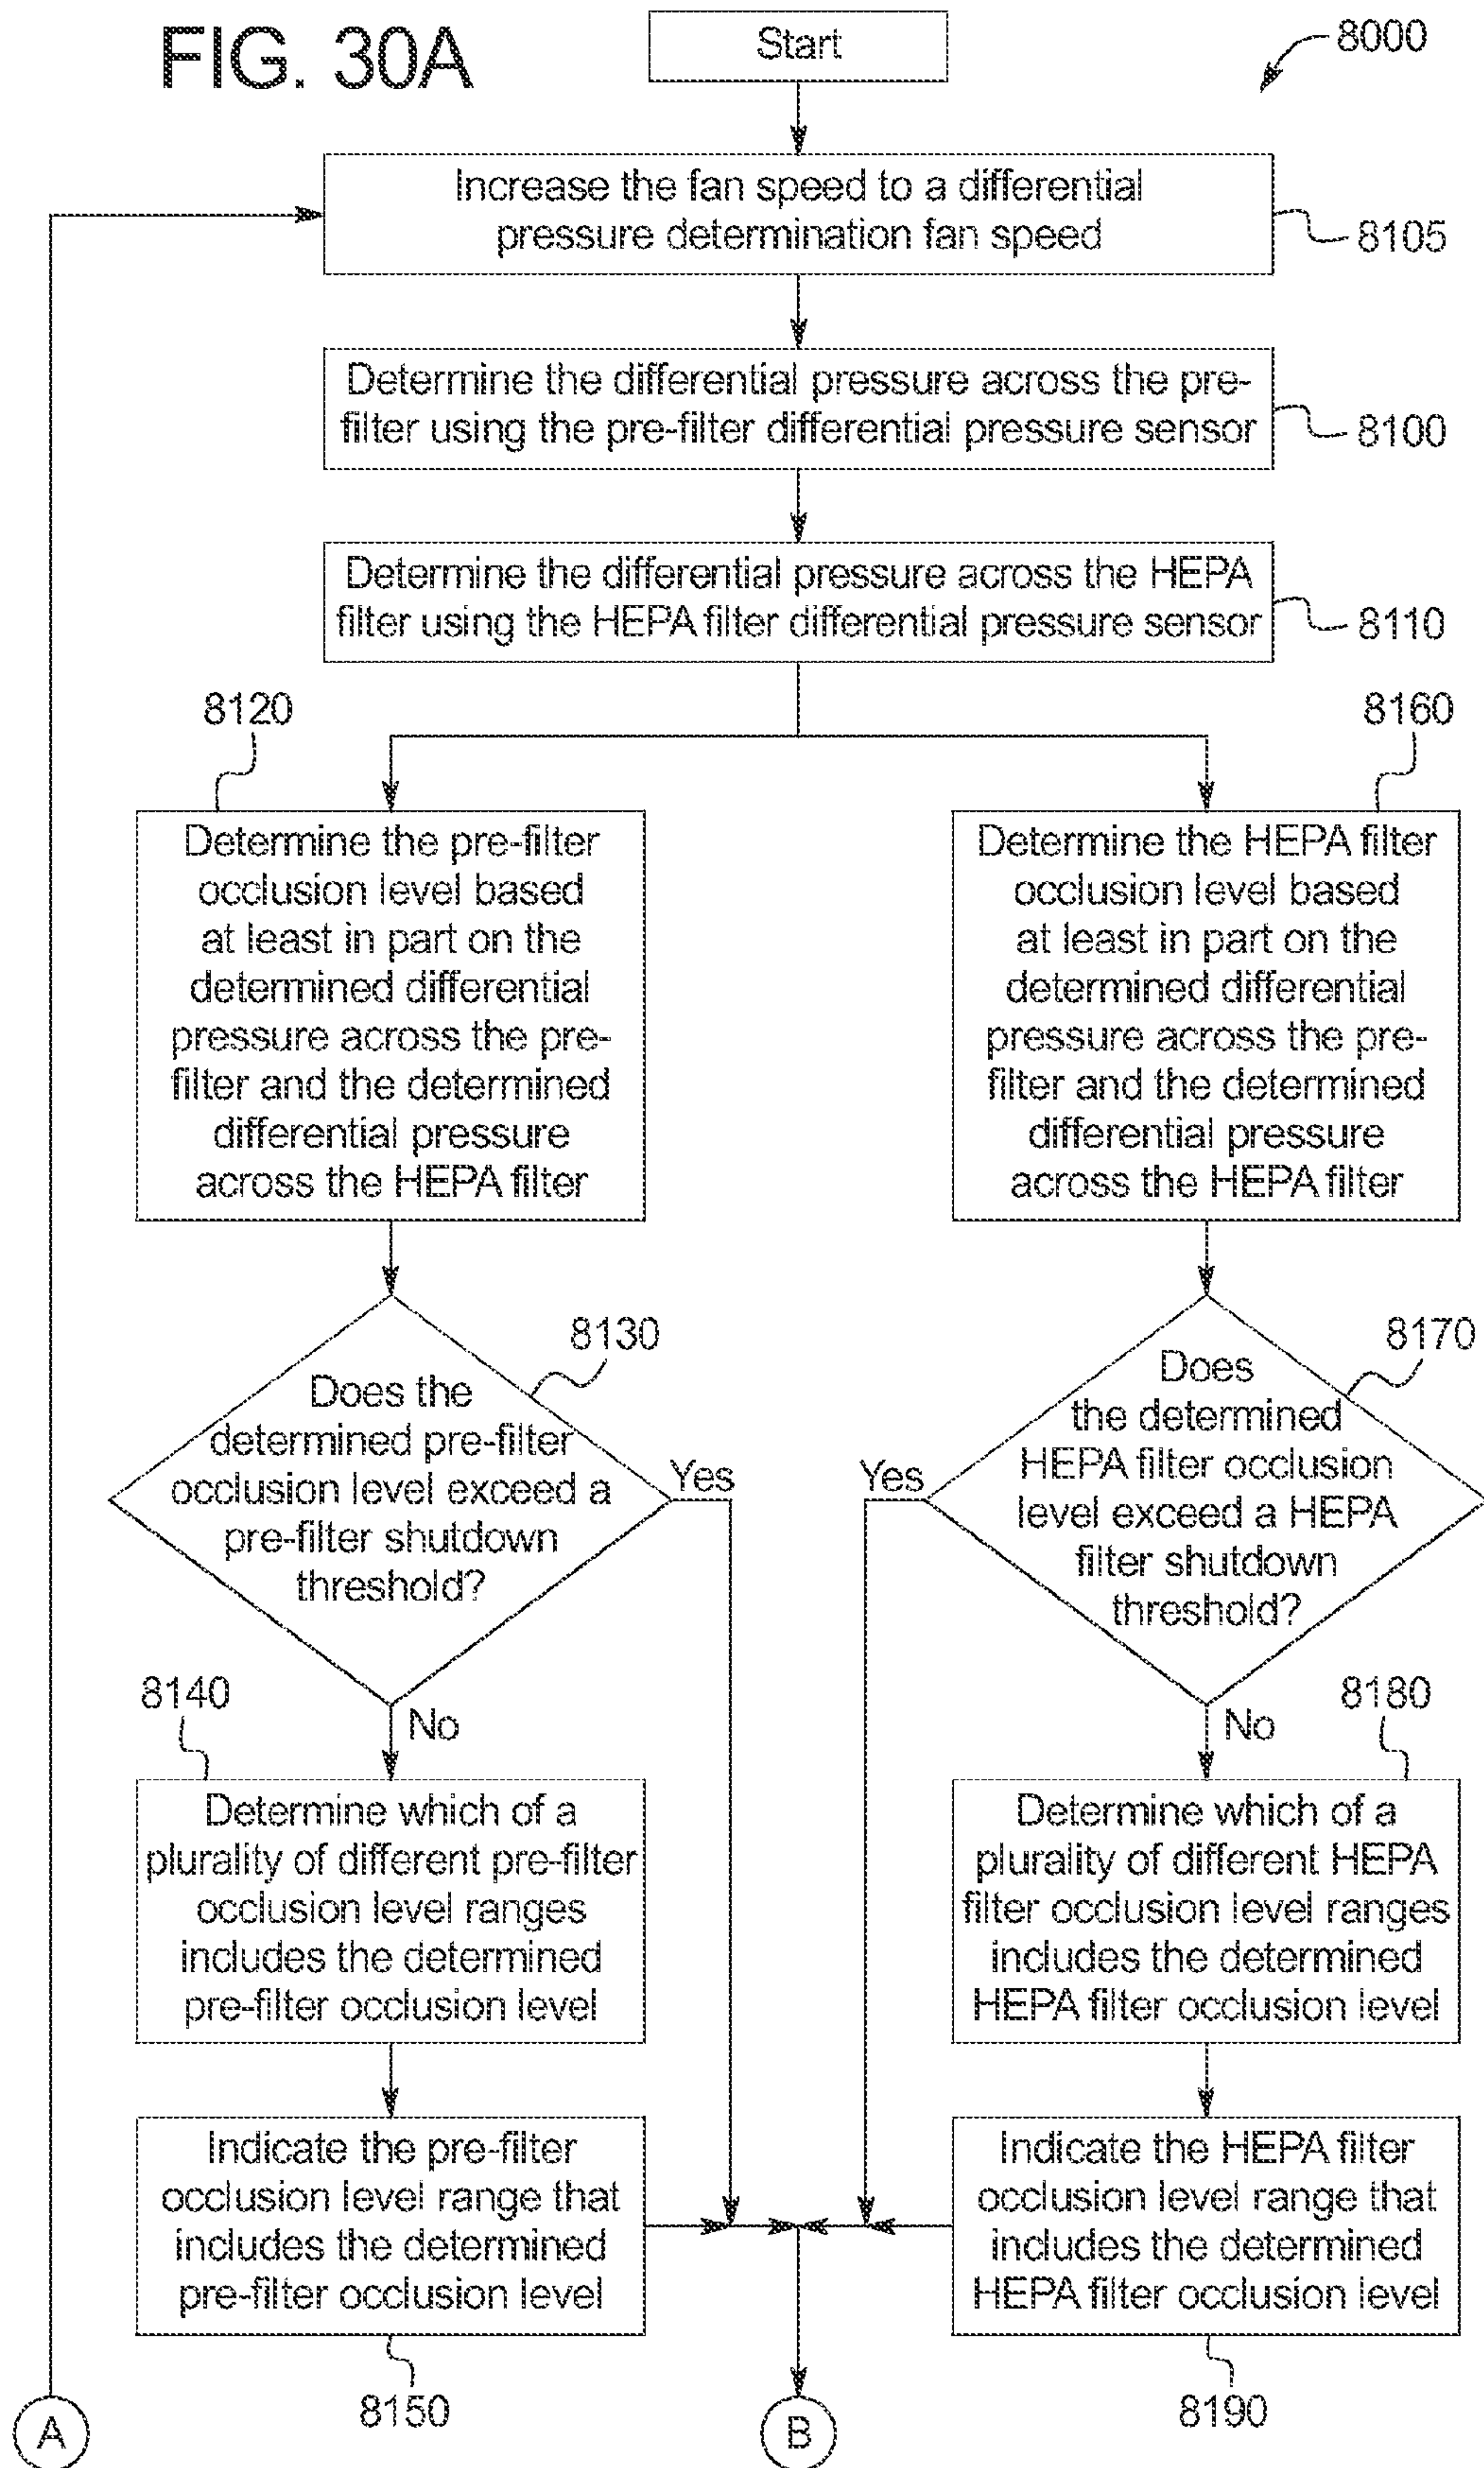 FIG. 30A
Start
8000
Increase the fan speed to a differential
pressure determination fan speed
8105
Determine the differential pressure across the pre-
filter using the pre-filter differential pressure sensor
8100
Determine the differential pressure across the HEPA
filter using the HEPA filter differential pressure sensor
8110
8120
8160
Determine the pre-filter
occlusion level based
at least in part on the
determined differential
pressure across the pre-
filter and the determined
differential pressure
across the HEPA filter
Determine the HEPA filter
occlusion level based
at least in part on the
determined differential
pressure across the pre-
filter and the determined
differential pressure
across the HEPA filter
8130
Does the
determined pre-filter
occlusion level exceed a
pre-filter shutdown
threshold?
Yes
8170
Does
the determined
HEPA filter occlusion
level exceed a HEPA
filter shutdown
threshold?
Yes
8140
No
8180
No
Determine which of a
plurality of different pre-filter
occlusion level ranges
includes the determined
pre-filter occlusion level
Determine which of a
plurality of different HEPA
filter occlusion level ranges
includes the determined
HEPA filter occlusion level
Indicate the pre-filter
occlusion level range that
includes the determined
pre-filter occlusion level
Indicate the HEPA filter
occlusion level range that
includes the determined
HEPA filter occlusion level
8150
8190
A
B